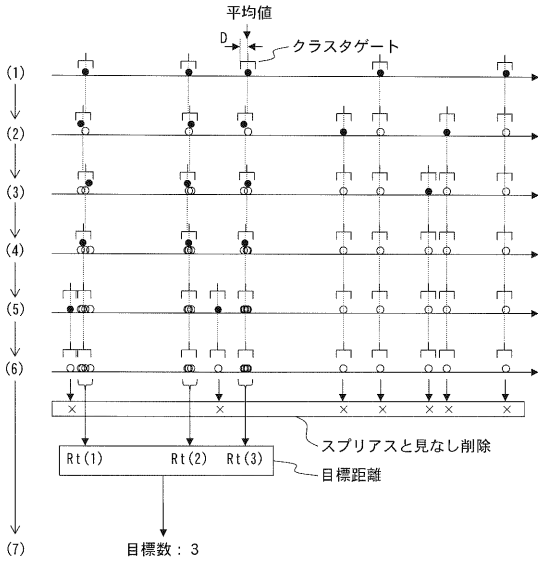 平均値
D
クラスタゲート
(1)
(2)
(3)
(4)
(5)
(6)
× × × × × ×
スプリアスと見なし削除
Rt(1) Rt(2) Rt(3)
目標距離
(7)
目標数：3